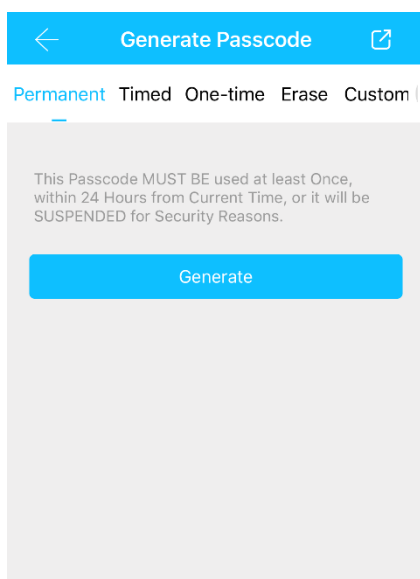 Generate Passcode
Permanent Timed One-time Erase Custom
This Passcode MUST BE used at least Once,
within 24 Hours from Current Time, or it will be
SUSPENDED for Security Reasons.
Generate